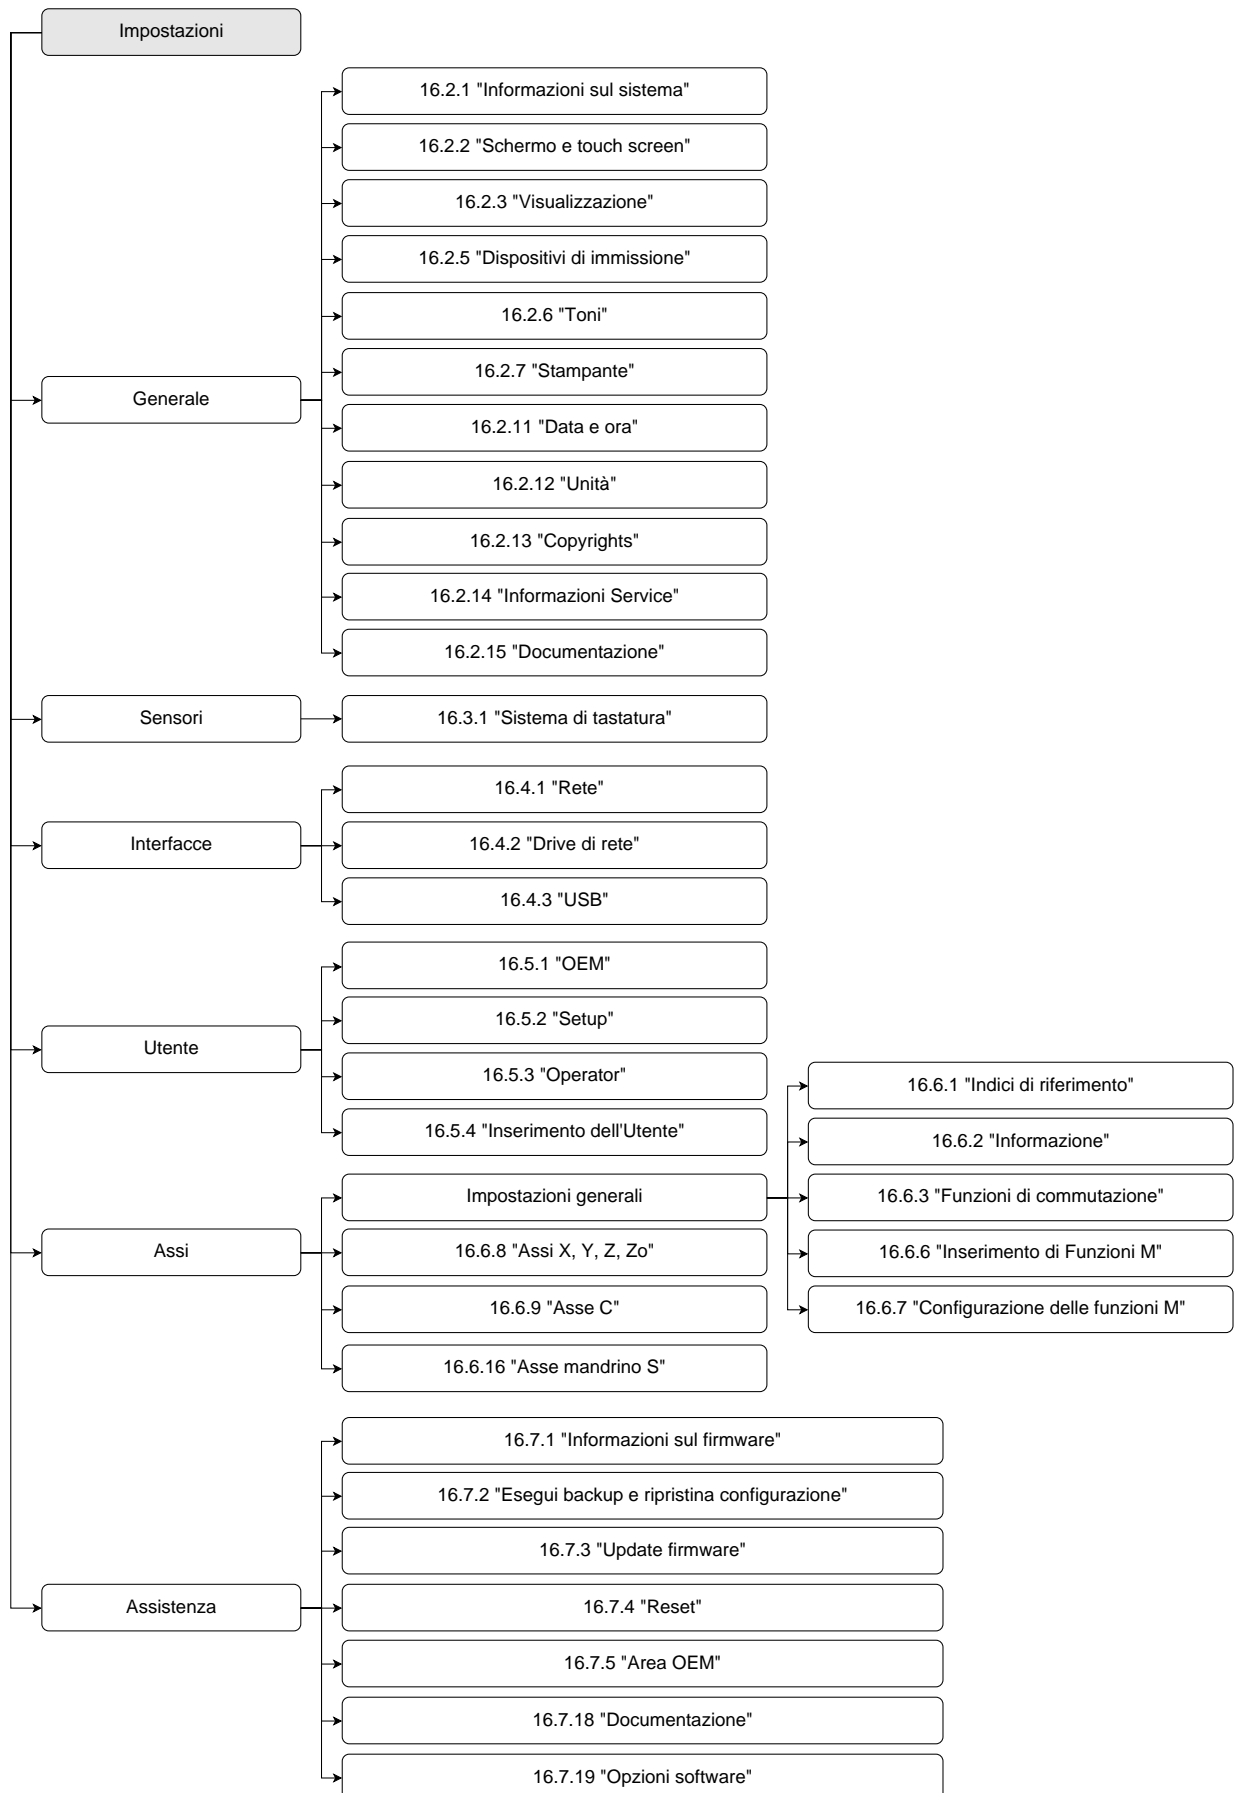 Impostazioni
Generale
16.2.1 "Informazioni sul sistema"
16.2.2 "Schermo e touch screen"
16.2.3 "Visualizzazione"
16.2.5 "Dispositivi di immissione"
16.2.6 "Toni"
16.2.7 "Stampante"
16.2.11 "Data e ora"
16.2.12 "Unità"
16.2.13 "Copyrights"
16.2.14 "Informazioni Service"
16.2.15 "Documentazione"
Sensori
16.3.1 "Sistema di tastatura"
Interfacce
16.4.1 "Rete"
16.4.2 "Drive di rete"
16.4.3 "USB"
Utente
16.5.1 "OEM"
16.5.2 "Setup"
16.5.3 "Operator"
16.5.4 "Inserimento dell'Utente"
Assi
Impostazioni generali
16.6.1 "Indici di riferimento"
16.6.2 "Informazione"
16.6.3 "Funzioni di commutazione"
16.6.6 "Inserimento di Funzioni M"
16.6.7 "Configurazione delle funzioni M"
16.6.8 "Assi X, Y, Z, Zo"
16.6.9 "Asse C"
16.6.16 "Asse mandrino S"
Assistenza
16.7.1 "Informazioni sul firmware"
16.7.2 "Esegui backup e ripristina configurazione"
16.7.3 "Update firmware"
16.7.4 "Reset"
16.7.5 "Area OEM"
16.7.18 "Documentazione"
16.7.19 "Opzioni software"